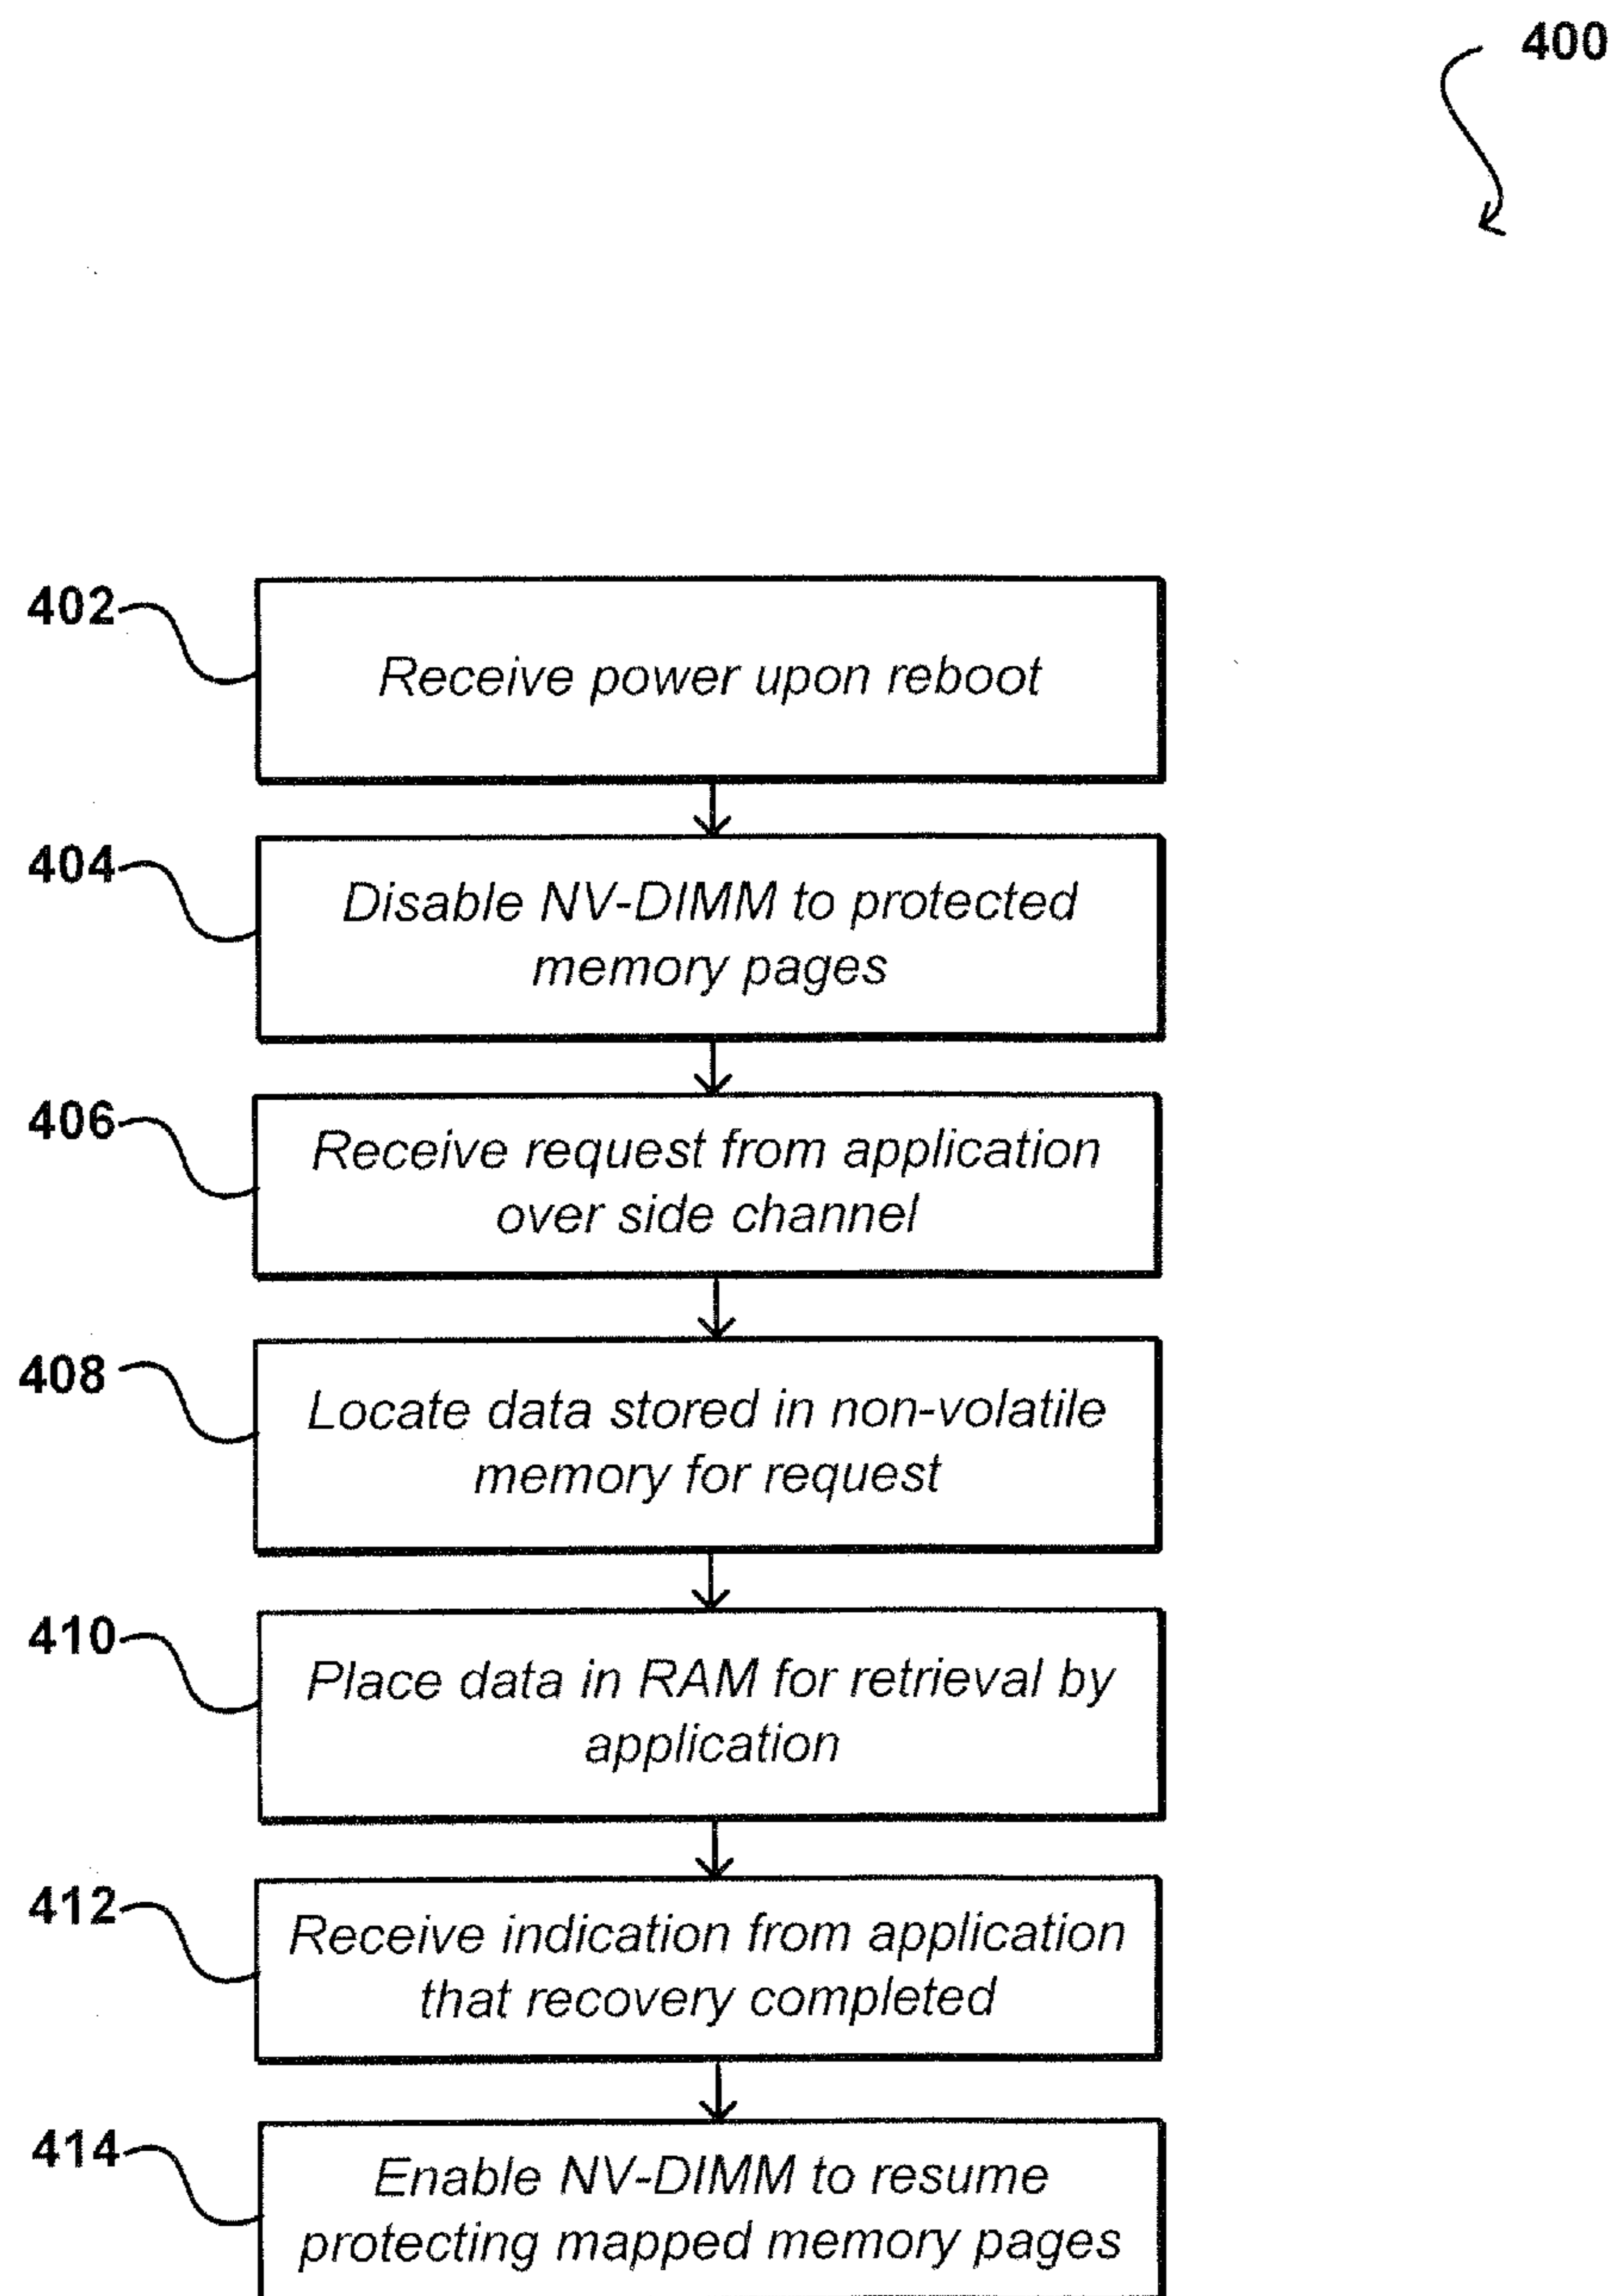 400
402
Receive power upon reboot
404
Disable NV-DIMM to protected
memory pages
406
Receive request from application
over side channel
408
Locate data stored in non-volatile
memory for request
410
Place data in RAM for retrieval by
application
412
Receive indication from application
that recovery completed
414
Enable NV-DIMM to resume
protecting mapped memory pages